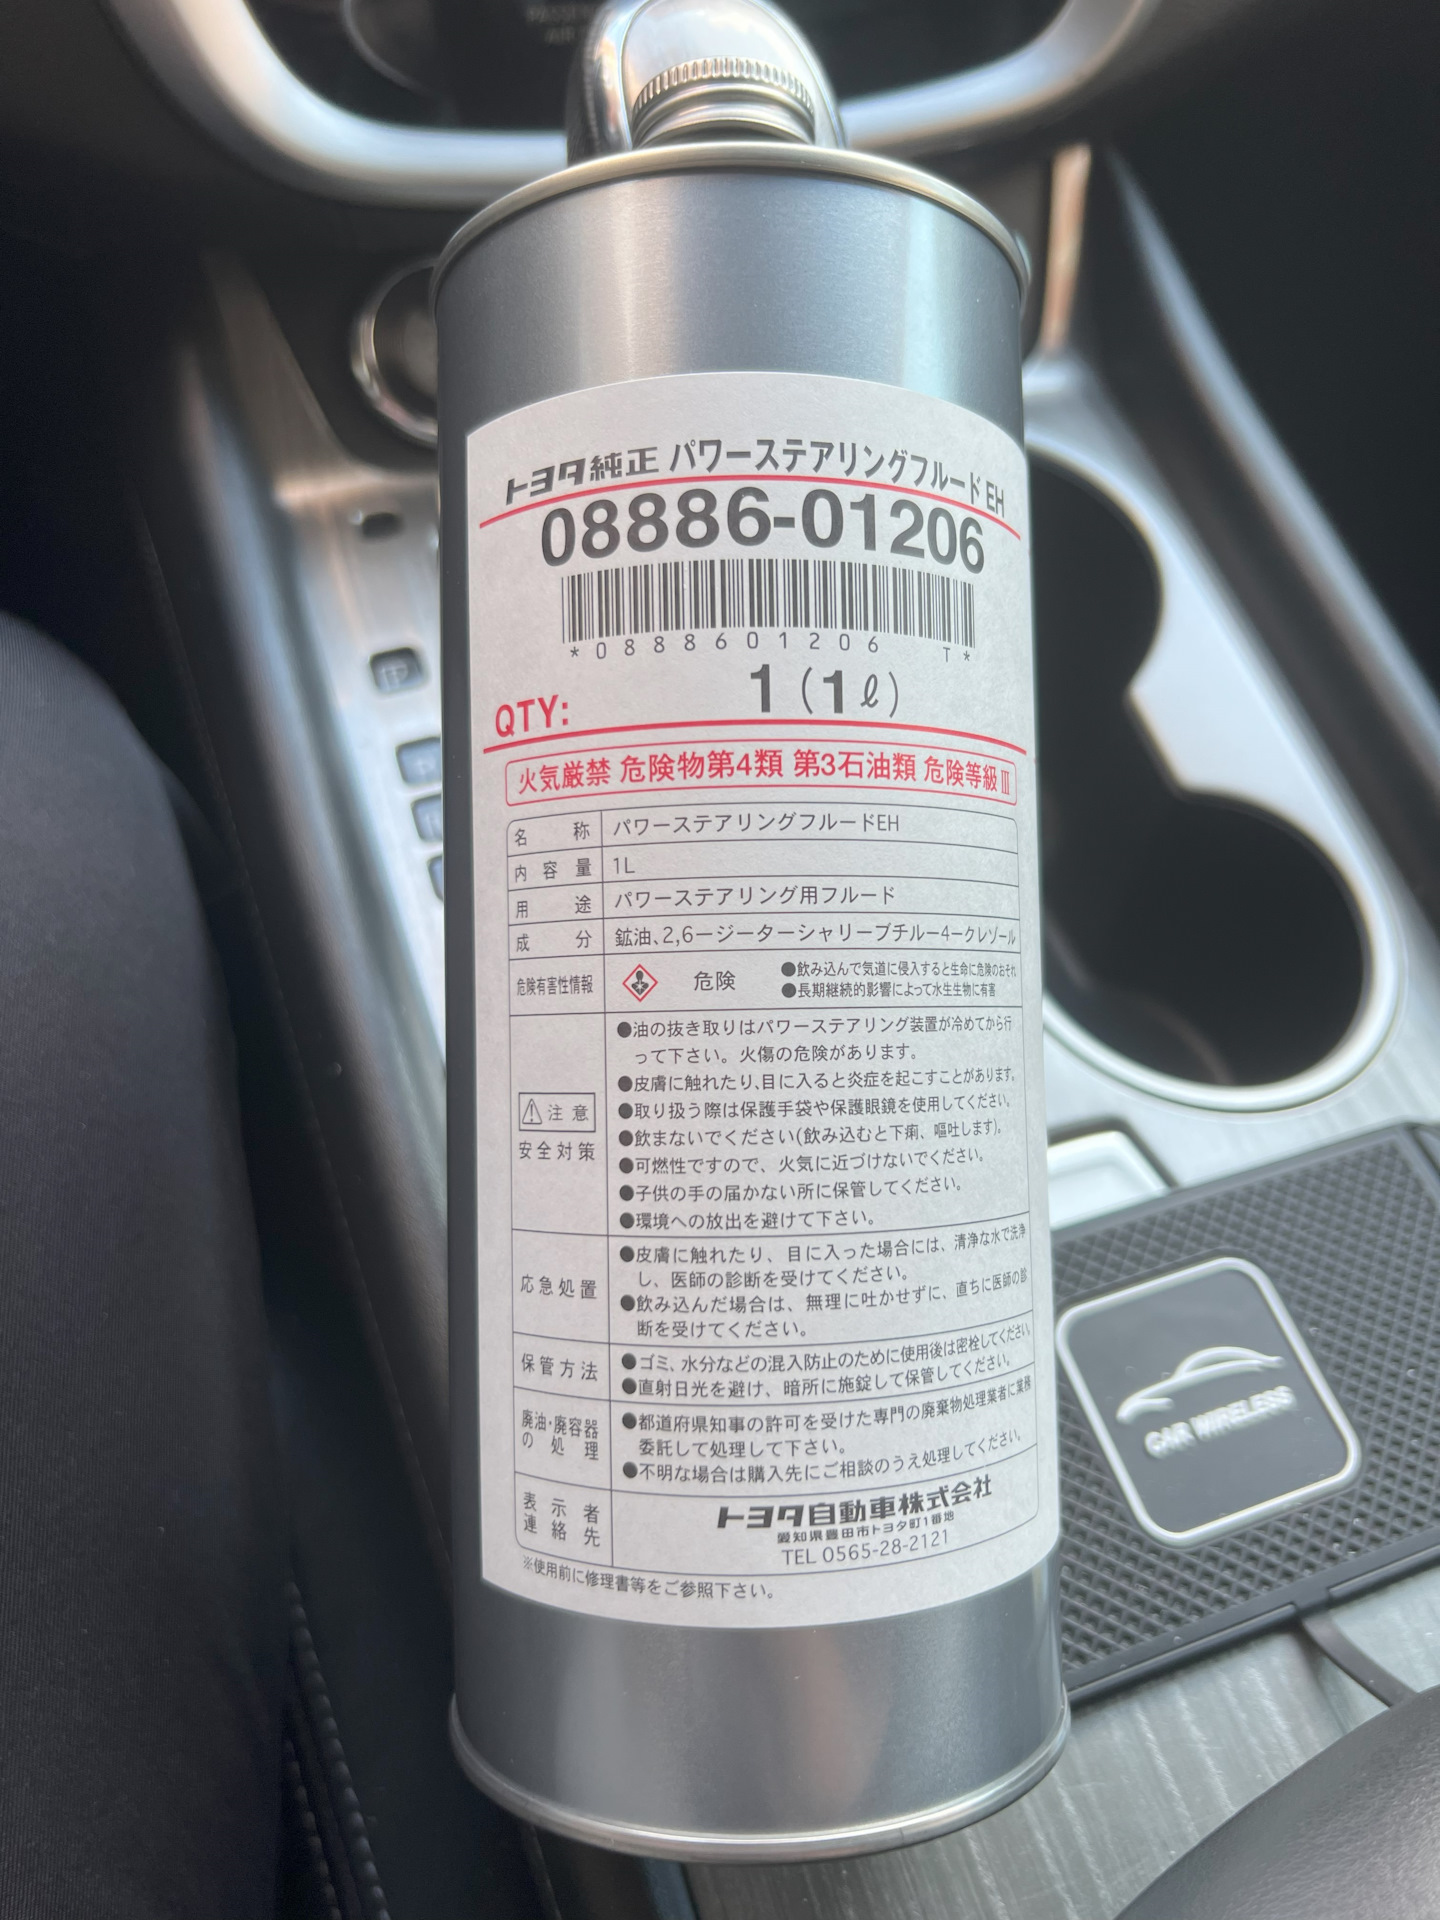 トヨタ純正 パワーステアリングフルード EH
08886-01206
*0888601206 T*
QTY: 1 (1ℓ)
火気厳禁 危険物第4類 第3石油類 危険等級Ⅲ
名称 パワーステアリングフルードEH
内容量 1L
用途 パワーステアリング用フルード
成分 鉱油、2,6ージーターシャリーブチルー4ークレゾール
危険有害性情報 危険
●飲み込んで気道に侵入すると生命に危険のおそれ
●長期継続的影響によって水生生物に有害
注意
安全対策
●油の抜き取りはパワーステアリング装置が冷めてから行
って下さい。火傷の危険があります。
●皮膚に触れたり、目に入ると炎症を起こすことがあります。
●取り扱う際は保護手袋や保護眼鏡を使用してください。
●飲まないでください(飲み込むと下痢、嘔吐します)。
●可燃性ですので、火気に近づけないでください。
●子供の手の届かない所に保管してください。
●環境への放出を避けて下さい。
応急処置
●皮膚に触れたり、目に入った場合には、清浄な水で洗浄
し、医師の診断を受けてください。
●飲み込んだ場合は、無理に吐かせずに、直ちに医師の診
断を受けてください。
保管方法
●ゴミ、水分などの混入防止のために使用後は密栓してください。
●直射日光を避け、暗所に施錠して保管してください。
廃油・廃容器
の処理
●都道府県知事の許可を受けた専門の廃棄物処理業者に業務
委託して処理して下さい。
●不明な場合は購入先にご相談のうえ処理してください。
表示者
連絡先
トヨタ自動車株式会社
愛知県豊田市トヨタ町1番地
TEL 0565-28-2121
※使用前に修理書等をご参照下さい。
CAR WIRELESS